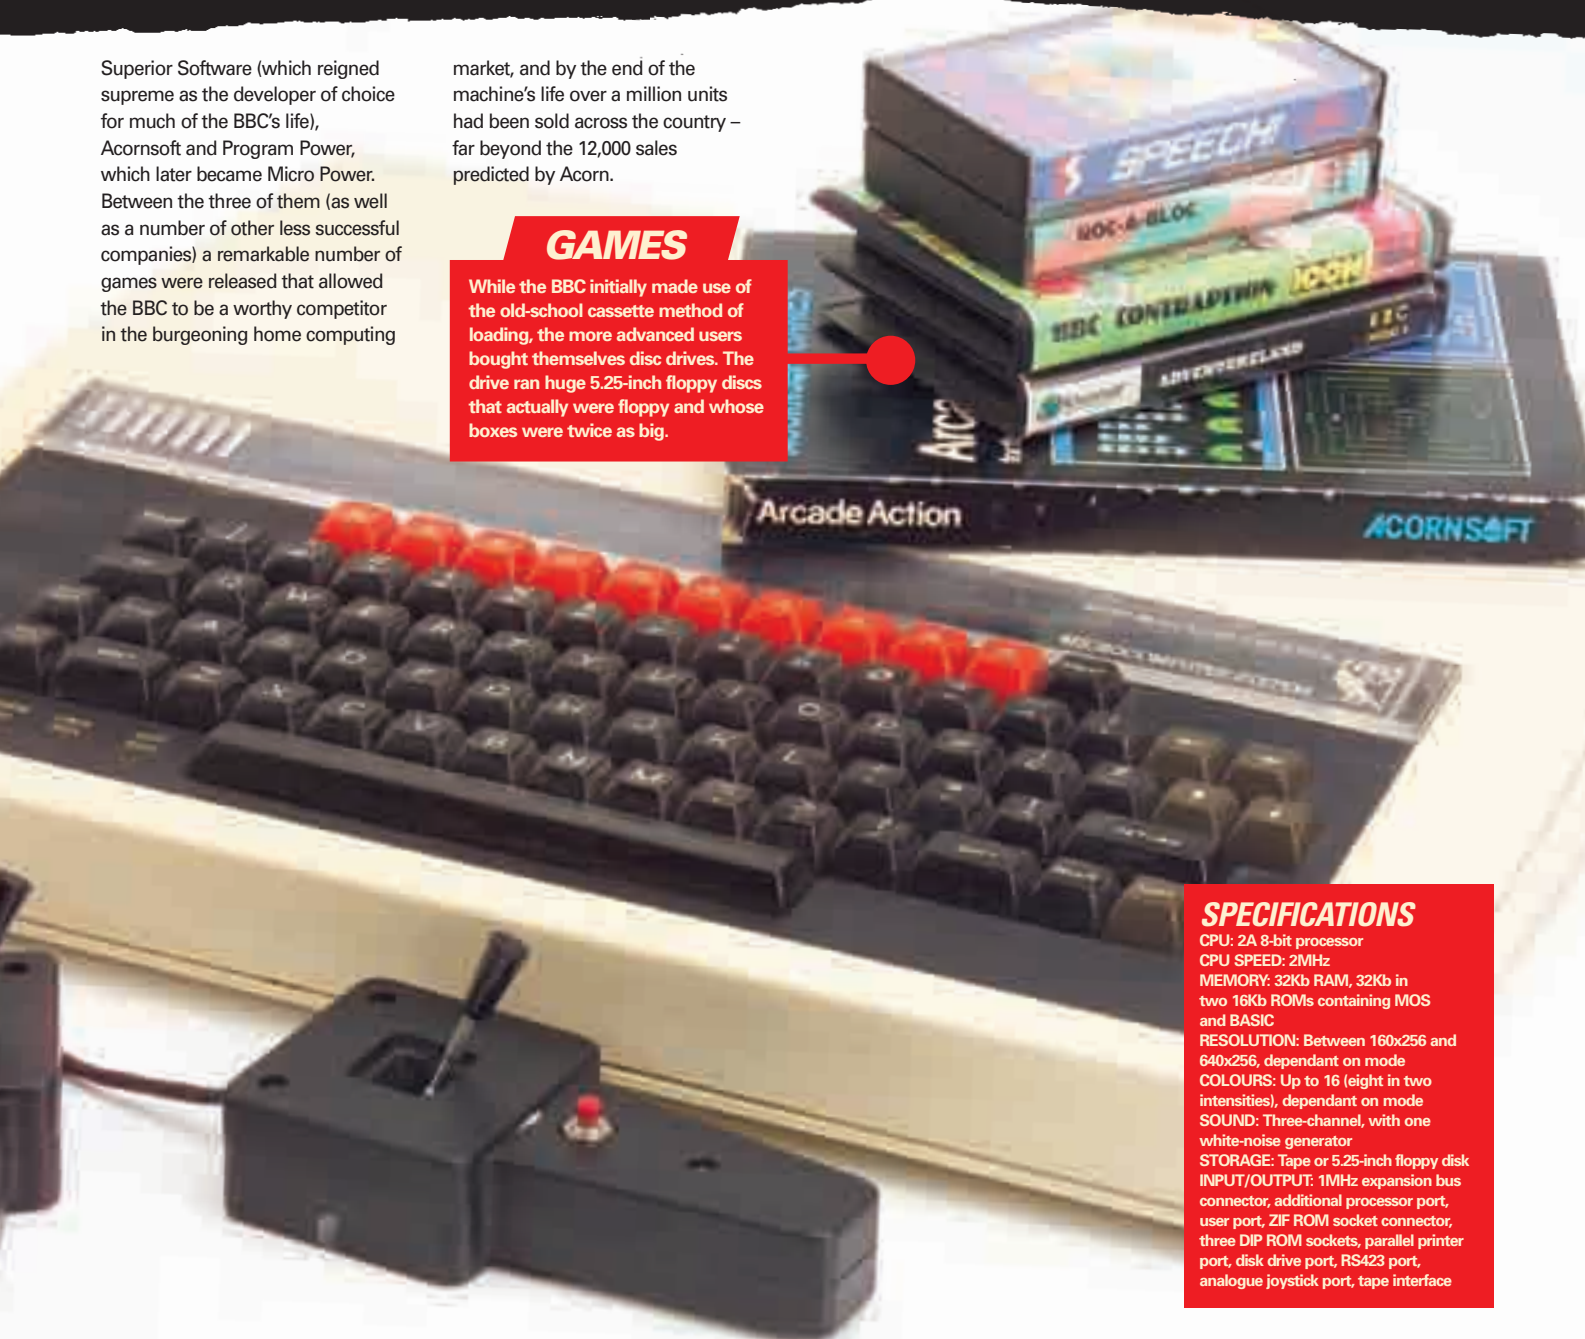 Superior Software (which reigned
supreme as the developer of choice
for much of the BBC's life),
Acornsoft and Program Power,
which later became Micro Power.
Between the three of them (as well
as a number of other less successful
companies) a remarkable number of
games were released that allowed
the BBC to be a worthy competitor
in the burgeoning home computing
market, and by the end of the
machine's life over a million units
had been sold across the country –
far beyond the 12,000 sales
predicted by Acorn.
GAMES
While the BBC initially made use of
the old-school cassette method of
loading, the more advanced users
bought themselves disc drives. The
drive ran huge 5.25-inch floppy discs
that actually were floppy and whose
boxes were twice as big.
SPEECH!
ROC-A-BLOC
BBC CONTRAPTION ICON
ADVENTURELAND BBC
Arca
Arcade Action
ACORNSOFT
MICROCOMPUTER SYSTEM
SPECIFICATIONS
CPU: 2A 8-bit processor
CPU SPEED: 2MHz
MEMORY: 32Kb RAM, 32Kb in
two 16Kb ROMs containing MOS
and BASIC
RESOLUTION: Between 160x256 and
640x256, dependant on mode
COLOURS: Up to 16 (eight in two
intensities), dependant on mode
SOUND: Three-channel, with one
white-noise generator
STORAGE: Tape or 5.25-inch floppy disk
INPUT/OUTPUT: 1MHz expansion bus
connector, additional processor port,
user port, ZIF ROM socket connector,
three DIP ROM sockets, parallel printer
port, disk drive port, RS423 port,
analogue joystick port, tape interface